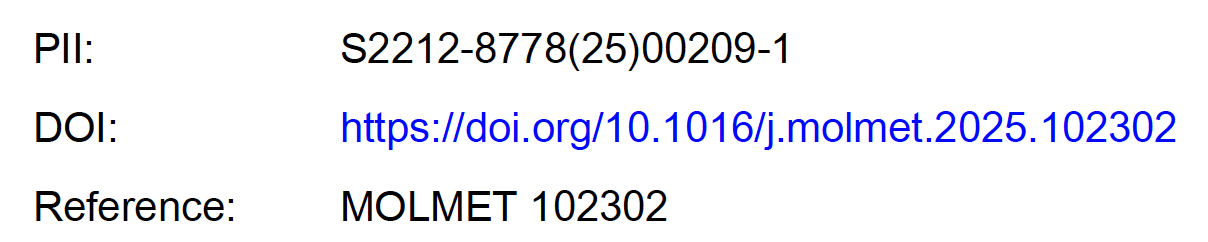 PII: S2212-8778(25)00209-1
DOI: https://doi.org/10.1016/j.molmet.2025.102302
Reference: MOLMET 102302